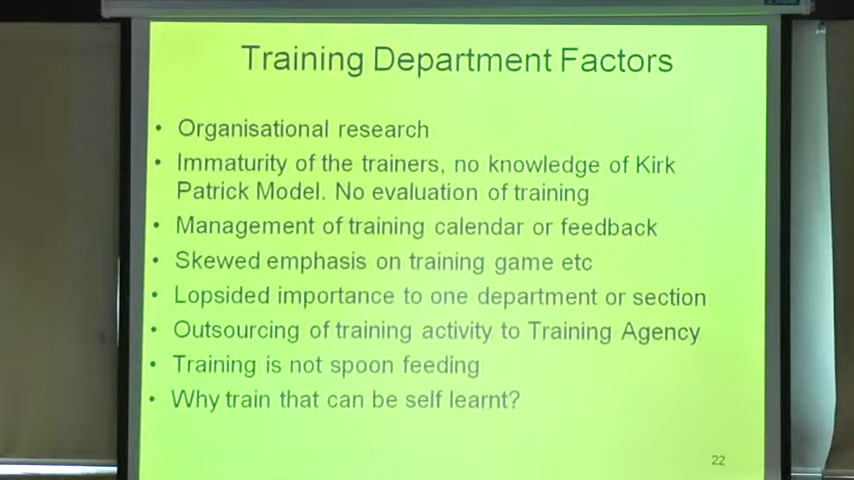 Training Department Factors
• Organisational research
• Immaturity of the trainers, no knowledge of Kirk
Patrick Model. No evaluation of training
• Management of training calendar or feedback
• Skewed emphasis on training game etc
• Lopsided importance to one department or section
• Outsourcing of training activity to Training Agency
• Training is not spoon feeding
• Why train that can be self learnt?
22